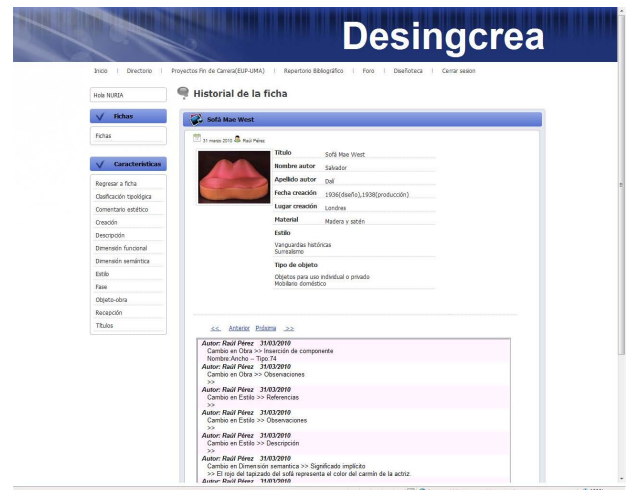 Desingcrea
Inicio | Directorio | Proyectos Fin de Carrera(EUP-UMA) | Repertorio Bibliográfico | Foro | Diseñoteca | Cerrar sesion
Hola NURIA
Fichas
Fichas
Características
Regresar a ficha
Clasificación tipológica
Comentario estético
Creación
Descripción
Dimensión funcional
Dimensión semántica
Estilo
Fase
Objeto-obra
Recepción
Títulos
Historial de la ficha
Sofá Mae West
31 marzo 2010 Raúl Pérez
Título Sofá Mae West
Nombre autor Salvador
Apellido autor Dalí
Fecha creación 1936(diseño),1938(producción)
Lugar creación Londres
Material Madera y satén
Estilo
Vanguardias históricas
Surrealismo
Tipo de objeto
Objetos para uso individual o privado
Mobiliario doméstico
<< Anterior Próxima >>
Autor: Raúl Pérez 31/03/2010
Cambio en Obra >> Inserción de componente
Nombre:Ancho -- Tipo:74
Autor: Raúl Pérez 31/03/2010
Cambio en Obra >> Observaciones
>>
Autor: Raúl Pérez 31/03/2010
Cambio en Estilo >> Referencias
>>
Autor: Raúl Pérez 31/03/2010
Cambio en Estilo >> Observaciones
>>
Autor: Raúl Pérez 31/03/2010
Cambio en Estilo >> Descripción
>>
Autor: Raúl Pérez 31/03/2010
Cambio en Dimensión semantica >> Significado implícito
>> El rojo del tapizado del sofá representa el color del carmín de la actriz.
Autor: Raúl Pérez 31/03/2010